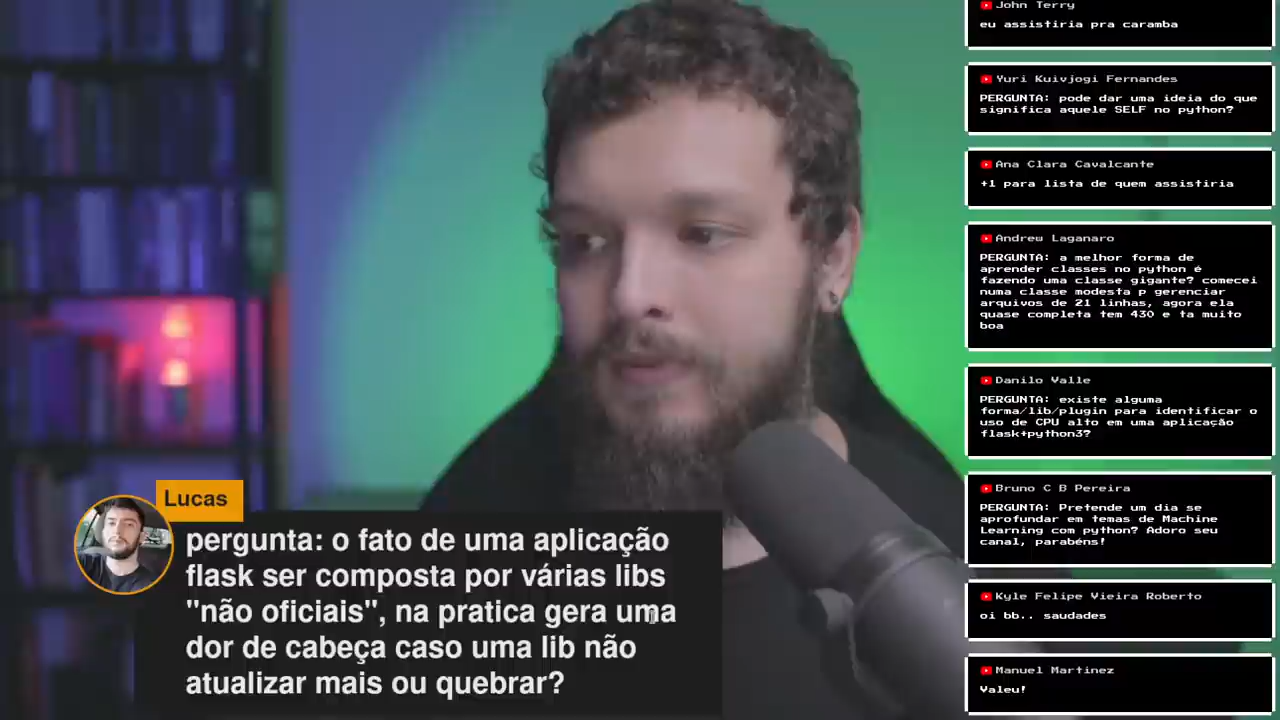 Lucas
pergunta: o fato de uma aplicação
flask ser composta por várias libs
"não oficiais", na pratica gera uma
dor de cabeça caso uma lib não
atualizar mais ou quebrar?
John Terry
eu assistiria pra caramba
Yuri Kuivjogi Fernandes
PERGUNTA: pode dar uma ideia do que
significa aquele SELF no python?
Ana Clara Cavalcante
+1 para lista de quem assistiria
Andrew Laganaro
PERGUNTA: a melhor forma de
aprender classes no python é
fazendo uma classe gigante? comecei
numa classe modesta p gerenciar
arquivos de 21 linhas, agora ela
quase completa tem 430 e ta muito
boa
Danilo Valle
PERGUNTA: existe alguma
forma/lib/plugin para identificar o
uso de CPU alto em uma aplicação
flask+python3?
Bruno C B Pereira
PERGUNTA: Pretende um dia se
aprofundar em temas de Machine
Learning com python? Adoro seu
canal, parabéns!
Kyle Felipe Vieira Roberto
oi bb.. saudades
Manuel Martinez
Valeu!